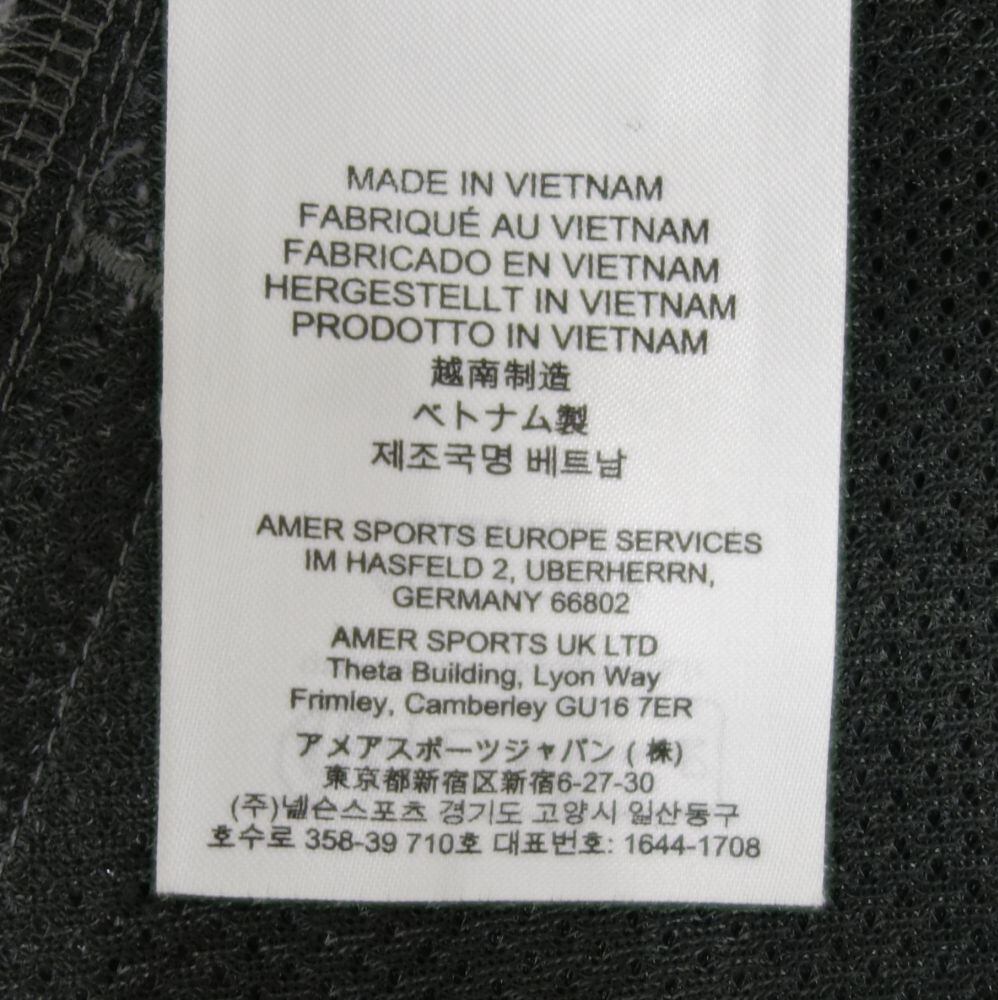 MADE IN VIETNAM
FABRIQUÉ AU VIETNAM
FABRICADO EN VIETNAM
HERGESTELLT IN VIETNAM
PRODOTTO IN VIETNAM
越南制造
ベトナム製
제조국명 베트남
AMER SPORTS EUROPE SERVICES
IM HASFELD 2, UBERHERRN,
GERMANY 66802
AMER SPORTS UK LTD
Theta Building, Lyon Way
Frimley, Camberley GU16 7ER
アメアスポーツジャパン (株)
東京都新宿区新宿6-27-30
(주)넬슨스포츠 경기도 고양시 일산동구
호수로 358-39 710호 대표번호: 1644-1708